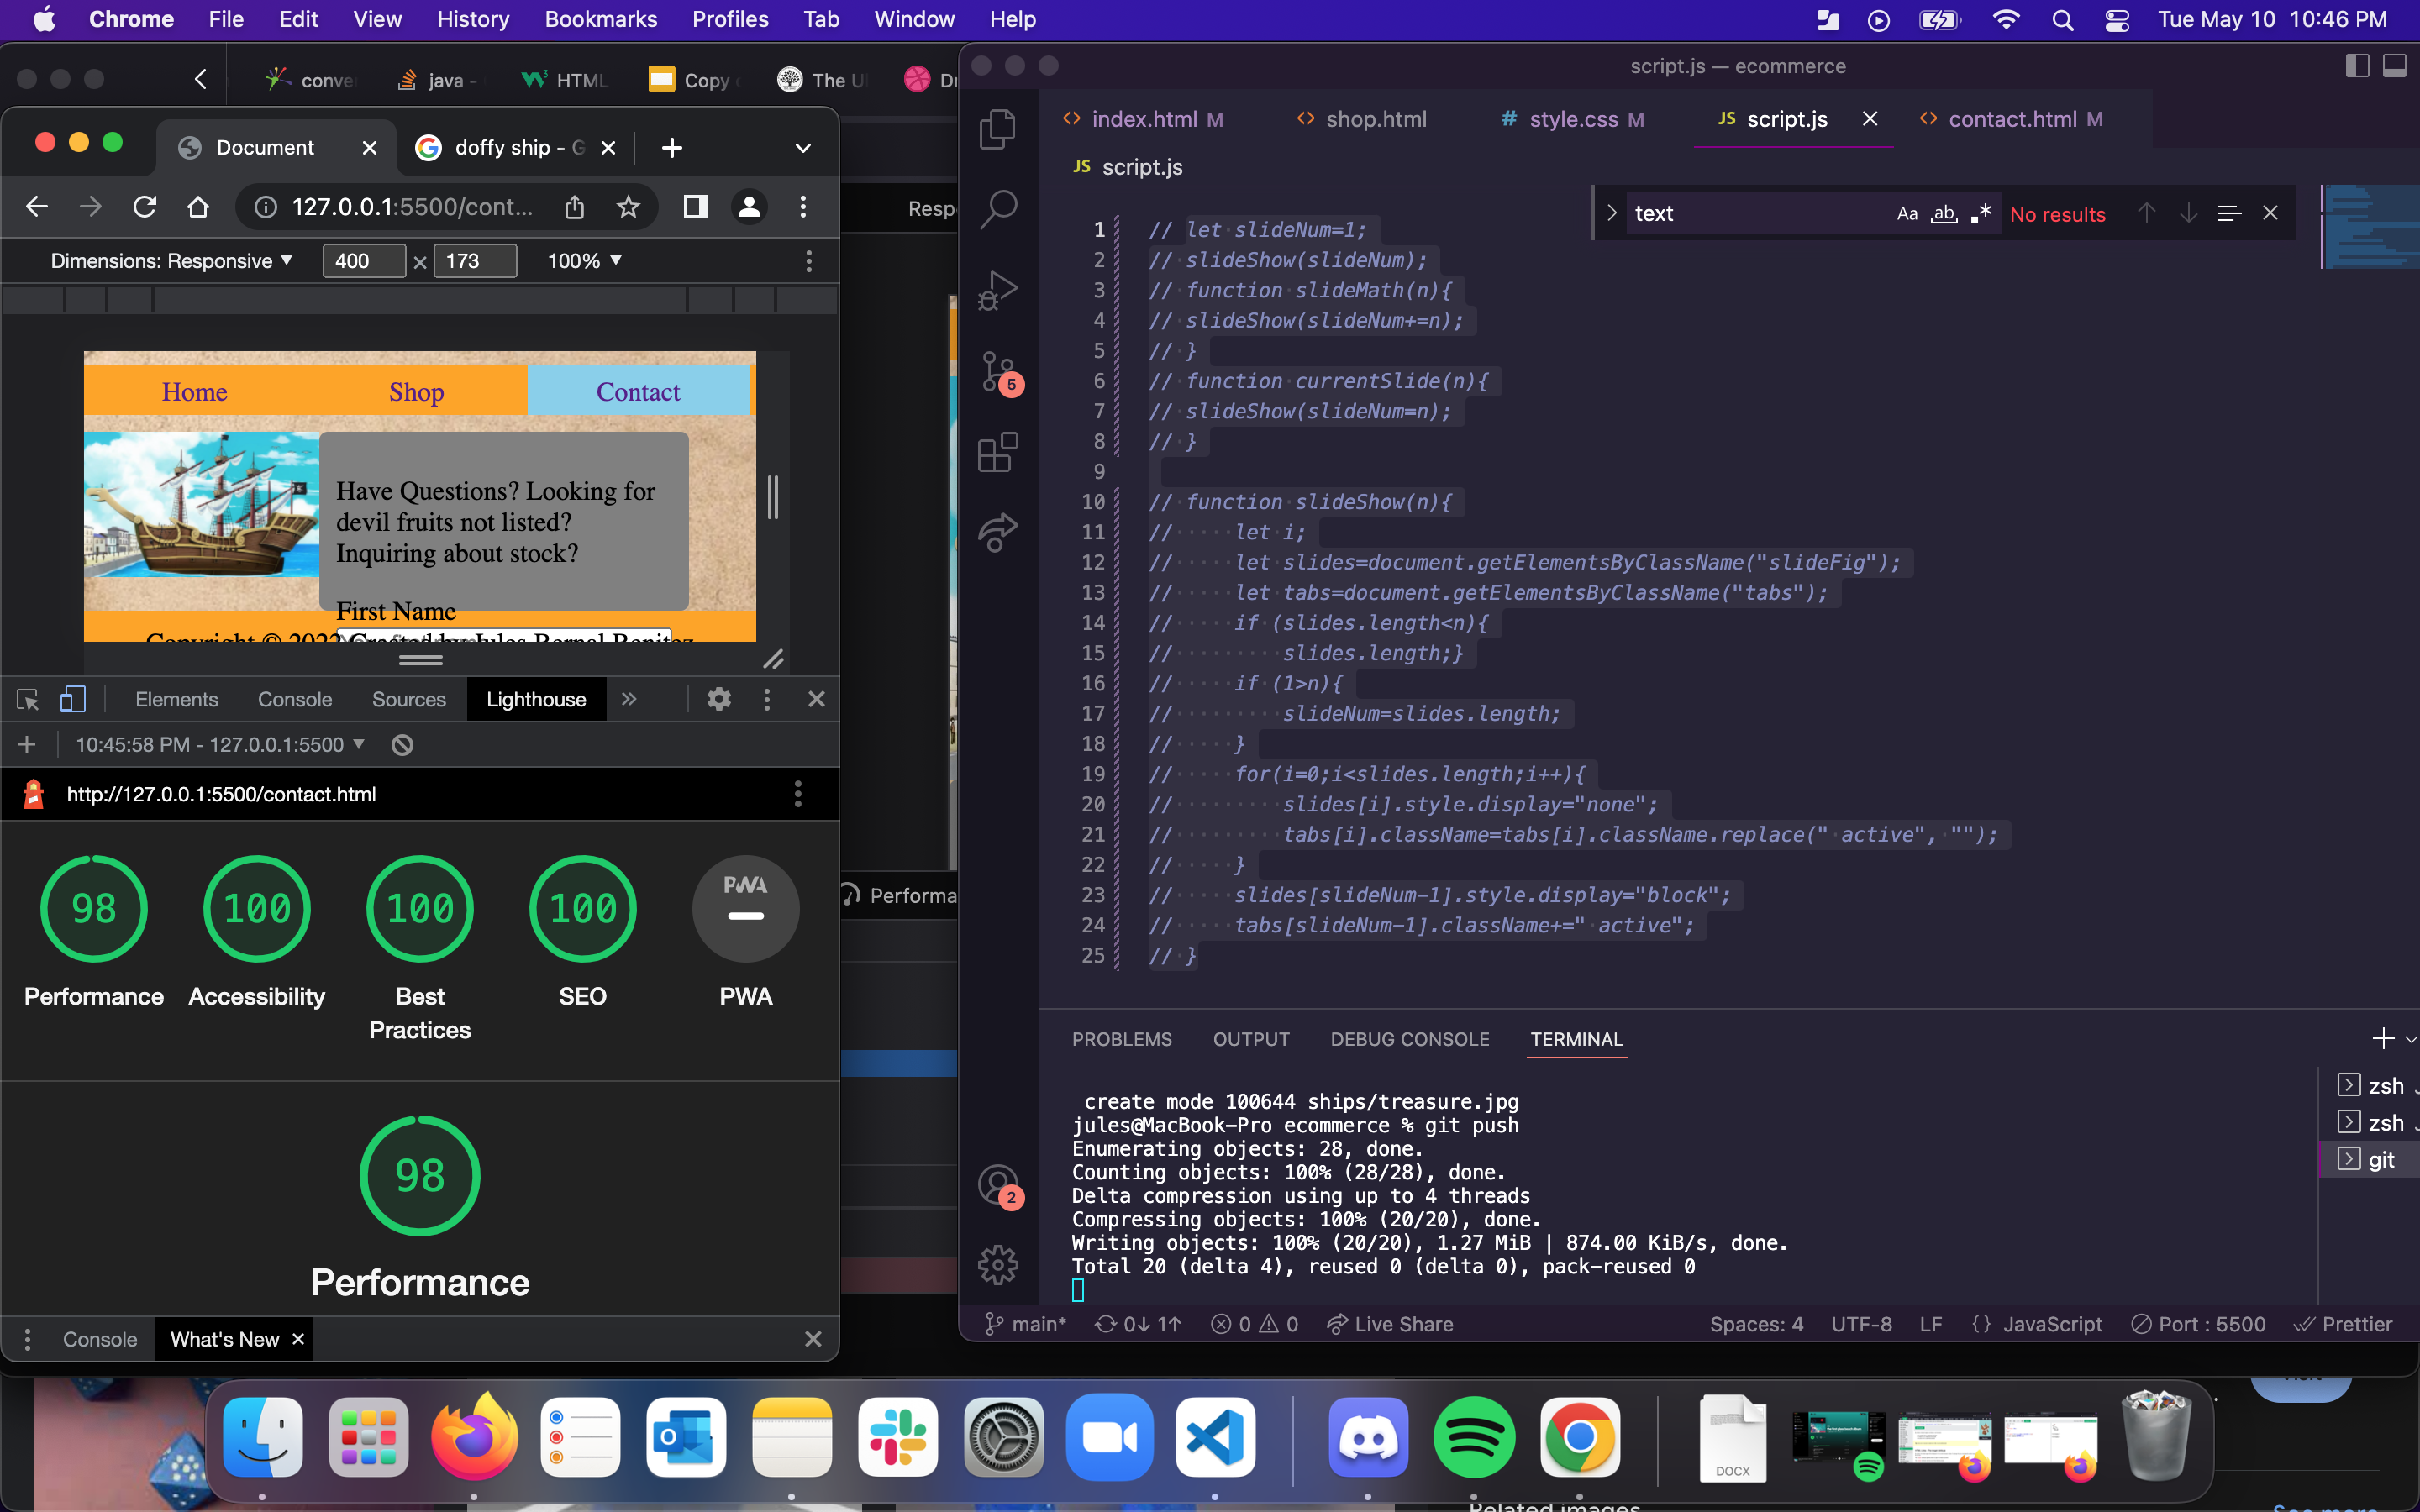 Chrome File Edit View History Bookmarks Profiles Tab Window Help Tue May 10 10:46 PM
conve java - HTML Copy The U
Document doffy ship - G
127.0.0.1:5500/cont...
Dimensions: Responsive 400 × 173 100%
Home Shop Contact
Have Questions? Looking for
devil fruits not listed?
Inquiring about stock?
First Name
Copyright © 2022 Created by Jules Bernal Benitez
Elements Console Sources Lighthouse
10:45:58 PM - 127.0.0.1:5500
http://127.0.0.1:5500/contact.html
98 100 100 100 PWA
Performance Accessibility Best Practices SEO PWA
98
Performance
Console What's New
Resp
Performa
script.js — ecommerce
index.html M shop.html # style.css M JS script.js contact.html M
JS script.js
text Aa ab No results
1 // let slideNum=1;
2 // slideShow(slideNum);
3 // function slideMath(n){
4 // slideShow(slideNum+=n);
5 // }
6 // function currentSlide(n){
7 // slideShow(slideNum=n);
8 // }
9
10 // function slideShow(n){
11 // let i;
12 // let slides=document.getElementsByClassName("slideFig");
13 // let tabs=document.getElementsByClassName("tabs");
14 // if (slides.length<n){
15 // slides.length;}
16 // if (1>n){
17 // slideNum=slides.length;
18 // }
19 // for(i=0;i<slides.length;i++){
20 // slides[i].style.display="none";
21 // tabs[i].className=tabs[i].className.replace(" active", "");
22 // }
23 // slides[slideNum-1].style.display="block";
24 // tabs[slideNum-1].className+=" active";
25 // }
5
2
PROBLEMS OUTPUT DEBUG CONSOLE TERMINAL
create mode 100644 ships/treasure.jpg
jules@MacBook-Pro ecommerce % git push
Enumerating objects: 28, done.
Counting objects: 100% (28/28), done.
Delta compression using up to 4 threads
Compressing objects: 100% (20/20), done.
Writing objects: 100% (20/20), 1.27 MiB | 874.00 KiB/s, done.
Total 20 (delta 4), reused 0 (delta 0), pack-reused 0
zsh
zsh
git
main* 0↓ 1↑ 0 0 Live Share Spaces: 4 UTF-8 LF {} JavaScript Port : 5500 Prettier
DOCX
Related images
See more